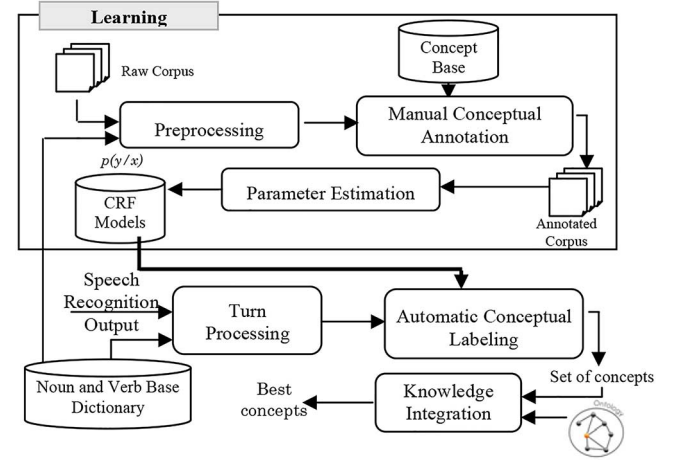 Learning
Raw Corpus
Concept
Base
Preprocessing
Manual Conceptual
Annotation
p(y/x)
CRF
Models
Parameter Estimation
Annotated
Corpus
Speech
Recognition
Output
Turn
Processing
Automatic Conceptual
Labeling
Noun and Verb Base
Dictionary
Best
concepts
Knowledge
Integration
Set of concepts
Ontology